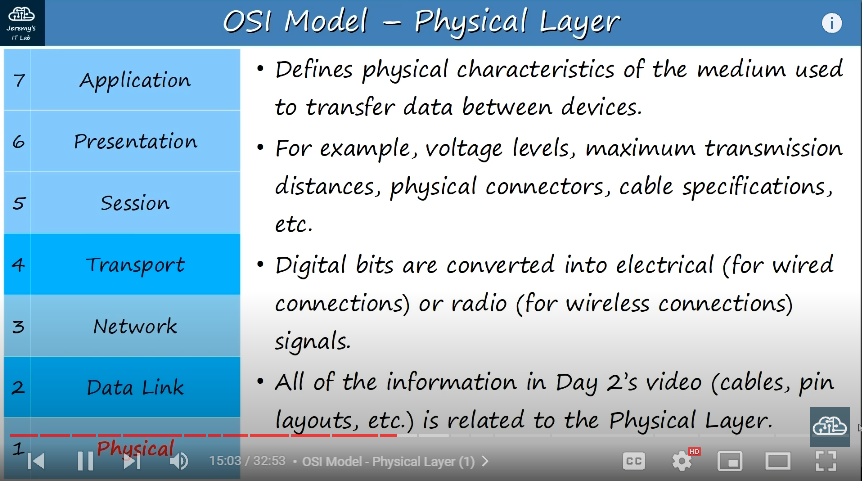 Jeremy's
IT Lab
OSI Model – Physical Layer
7 Application
6 Presentation
5 Session
4 Transport
3 Network
2 Data Link
1 Physical
• Defines physical characteristics of the medium used
to transfer data between devices.
• For example, voltage levels, maximum transmission
distances, physical connectors, cable specifications,
etc.
• Digital bits are converted into electrical (for wired
connections) or radio (for wireless connections)
signals.
• All of the information in Day 2's video (cables, pin
layouts, etc.) is related to the Physical Layer.
15:03 / 32:53 • OSI Model - Physical Layer (1) >
CC
HD